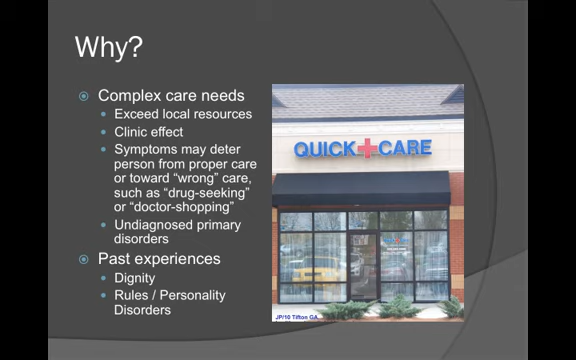 Why?
Complex care needs
Exceed local resources
Clinic effect
Symptoms may deter
person from proper care
or toward “wrong” care,
such as “drug-seeking”
or “doctor-shopping”
Undiagnosed primary
disorders
Past experiences
Dignity
Rules / Personality
Disorders
QUICK CARE
JP/10 Tifton GA